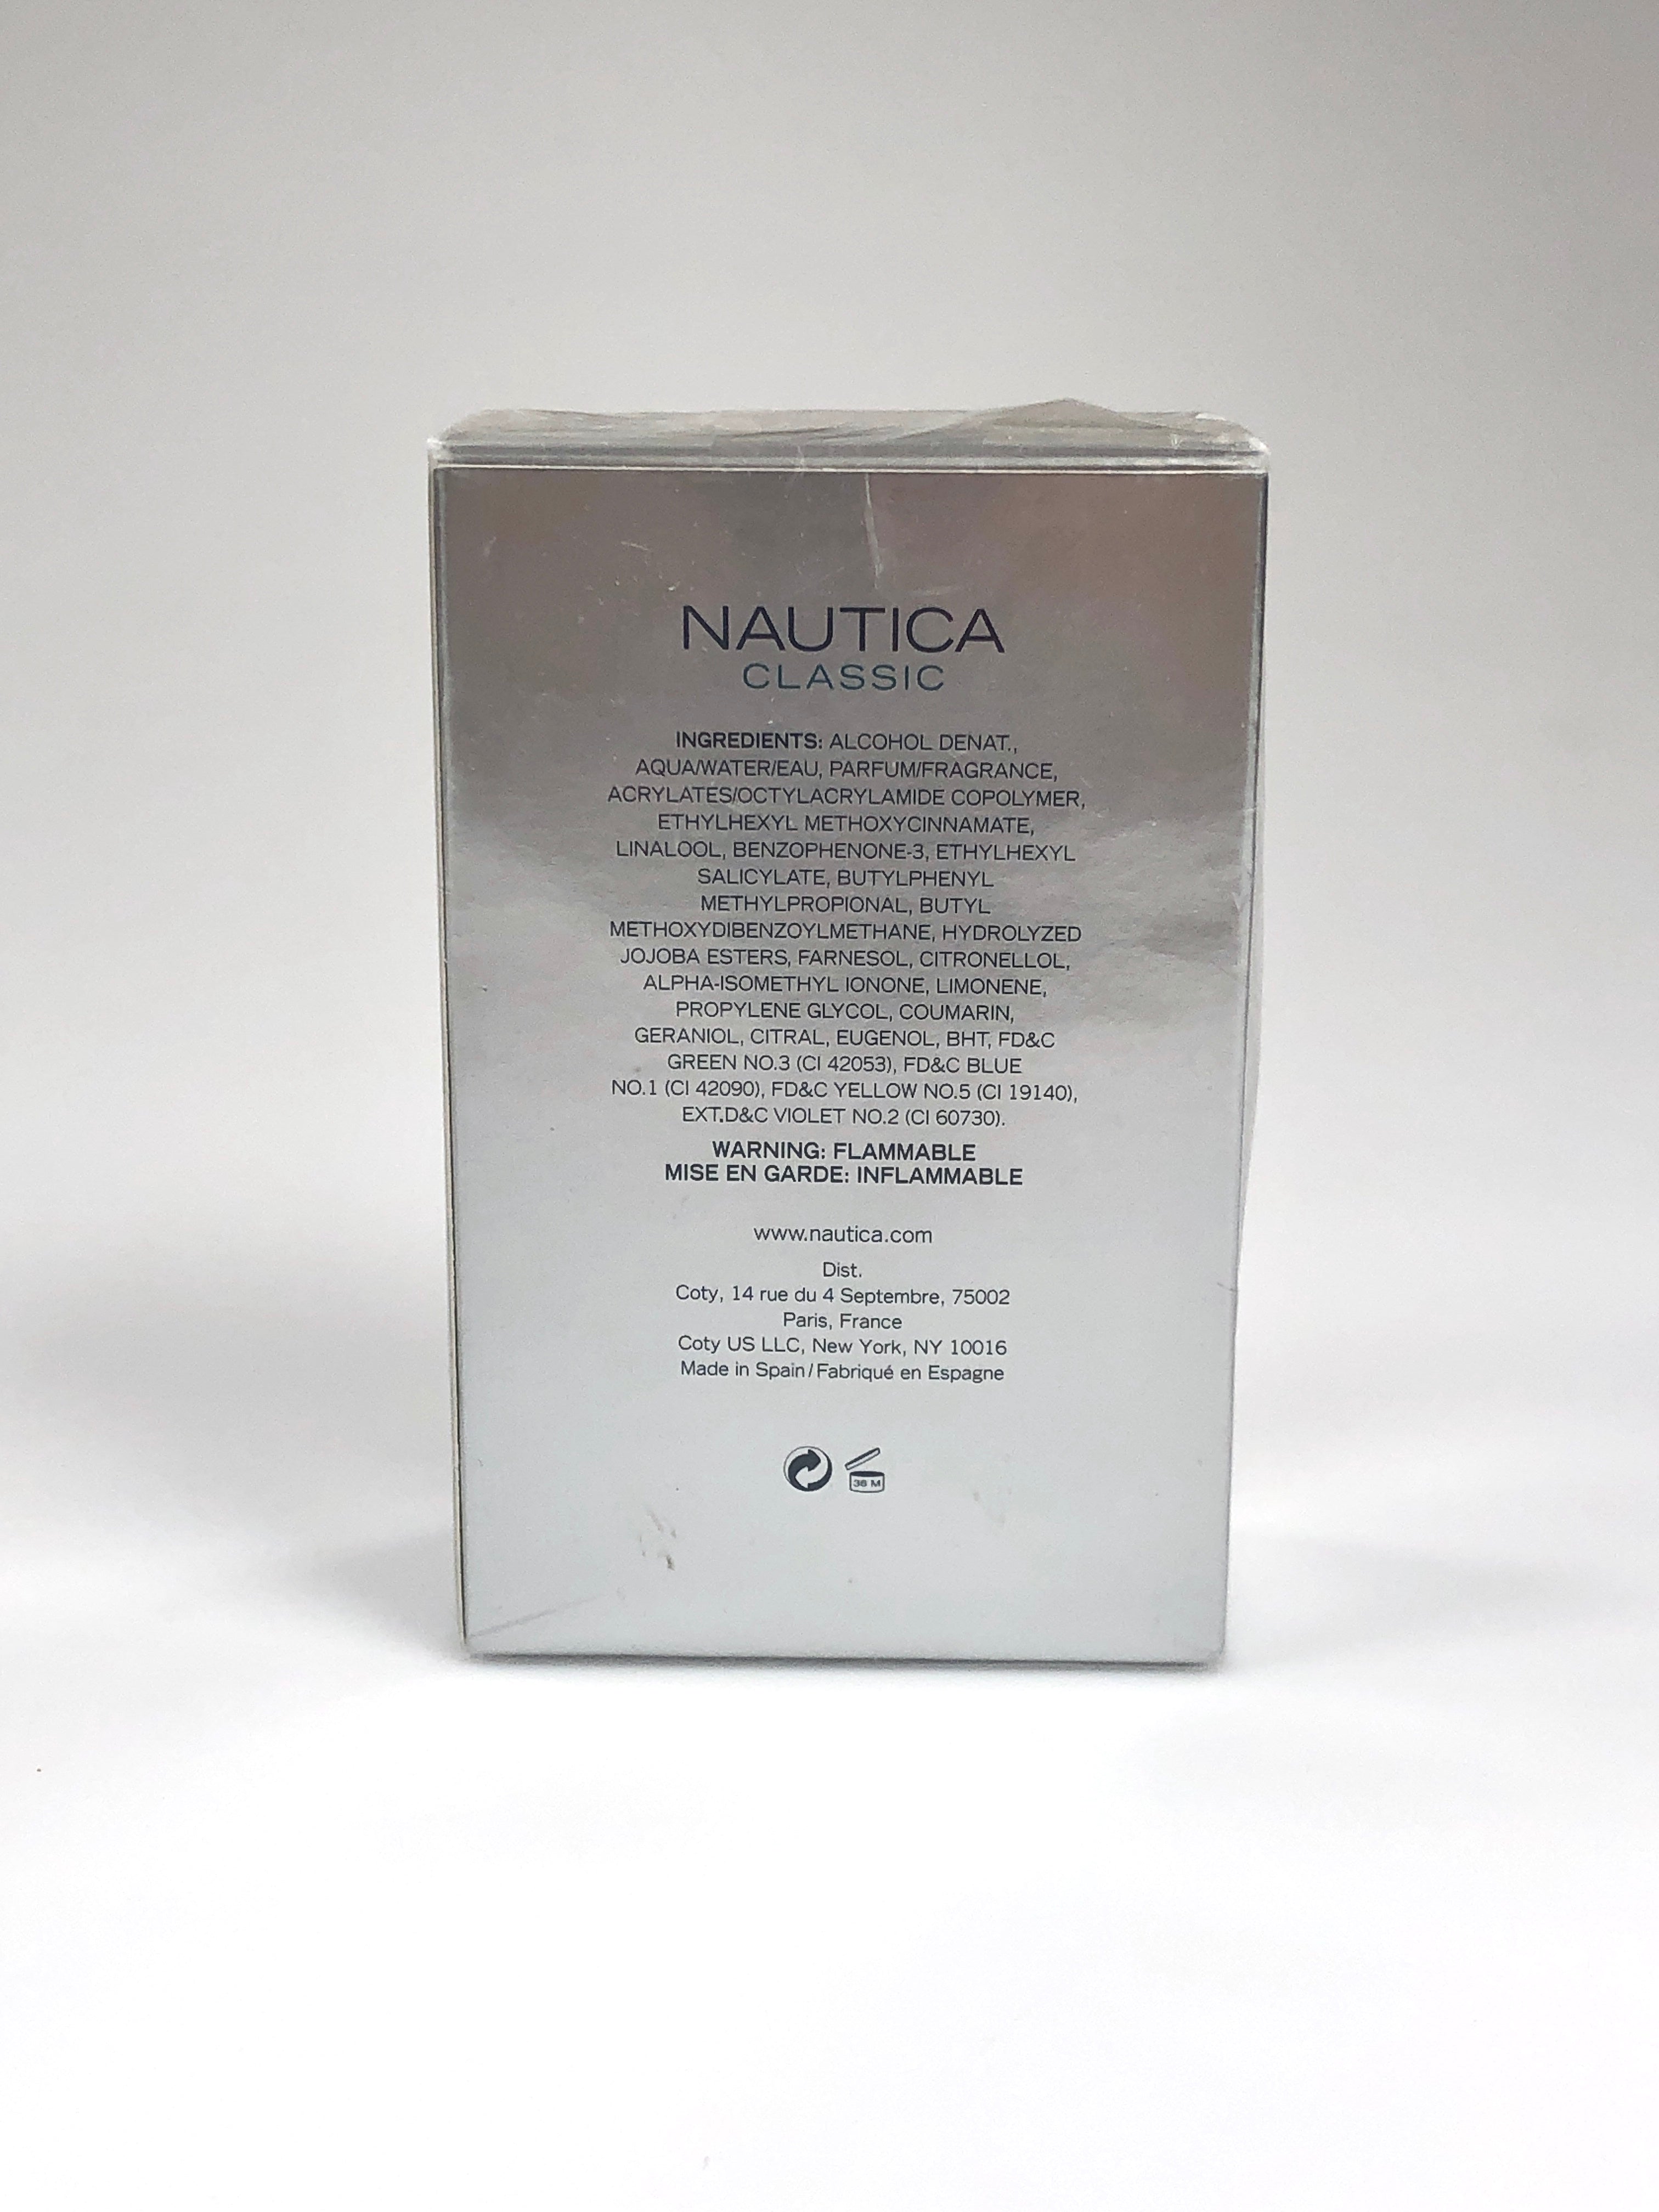 NAUTICA
CLASSIC
INGREDIENTS: ALCOHOL DENAT.,
AQUA/WATER/EAU, PARFUM/FRAGRANCE,
ACRYLATES/OCTYLACRYLAMIDE COPOLYMER,
ETHYLHEXYL METHOXYCINNAMATE,
LINALOOL, BENZOPHENONE-3, ETHYLHEXYL
SALICYLATE, BUTYLPHENYL
METHYLPROPIONAL, BUTYL
METHOXYDIBENZOYLMETHANE, HYDROLYZED
JOJOBA ESTERS, FARNESOL, CITRONELLOL,
ALPHA-ISOMETHYL IONONE, LIMONENE,
PROPYLENE GLYCOL, COUMARIN,
GERANIOL, CITRAL, EUGENOL, BHT, FD&C
GREEN NO.3 (CI 42053), FD&C BLUE
NO.1 (CI 42090), FD&C YELLOW NO.5 (CI 19140),
EXT.D&C VIOLET NO.2 (CI 60730).
WARNING: FLAMMABLE
MISE EN GARDE: INFLAMMABLE
www.nautica.com
Dist.
Coty, 14 rue du 4 Septembre, 75002
Paris, France
Coty US LLC, New York, NY 10016
Made in Spain/Fabriqué en Espagne
36 M